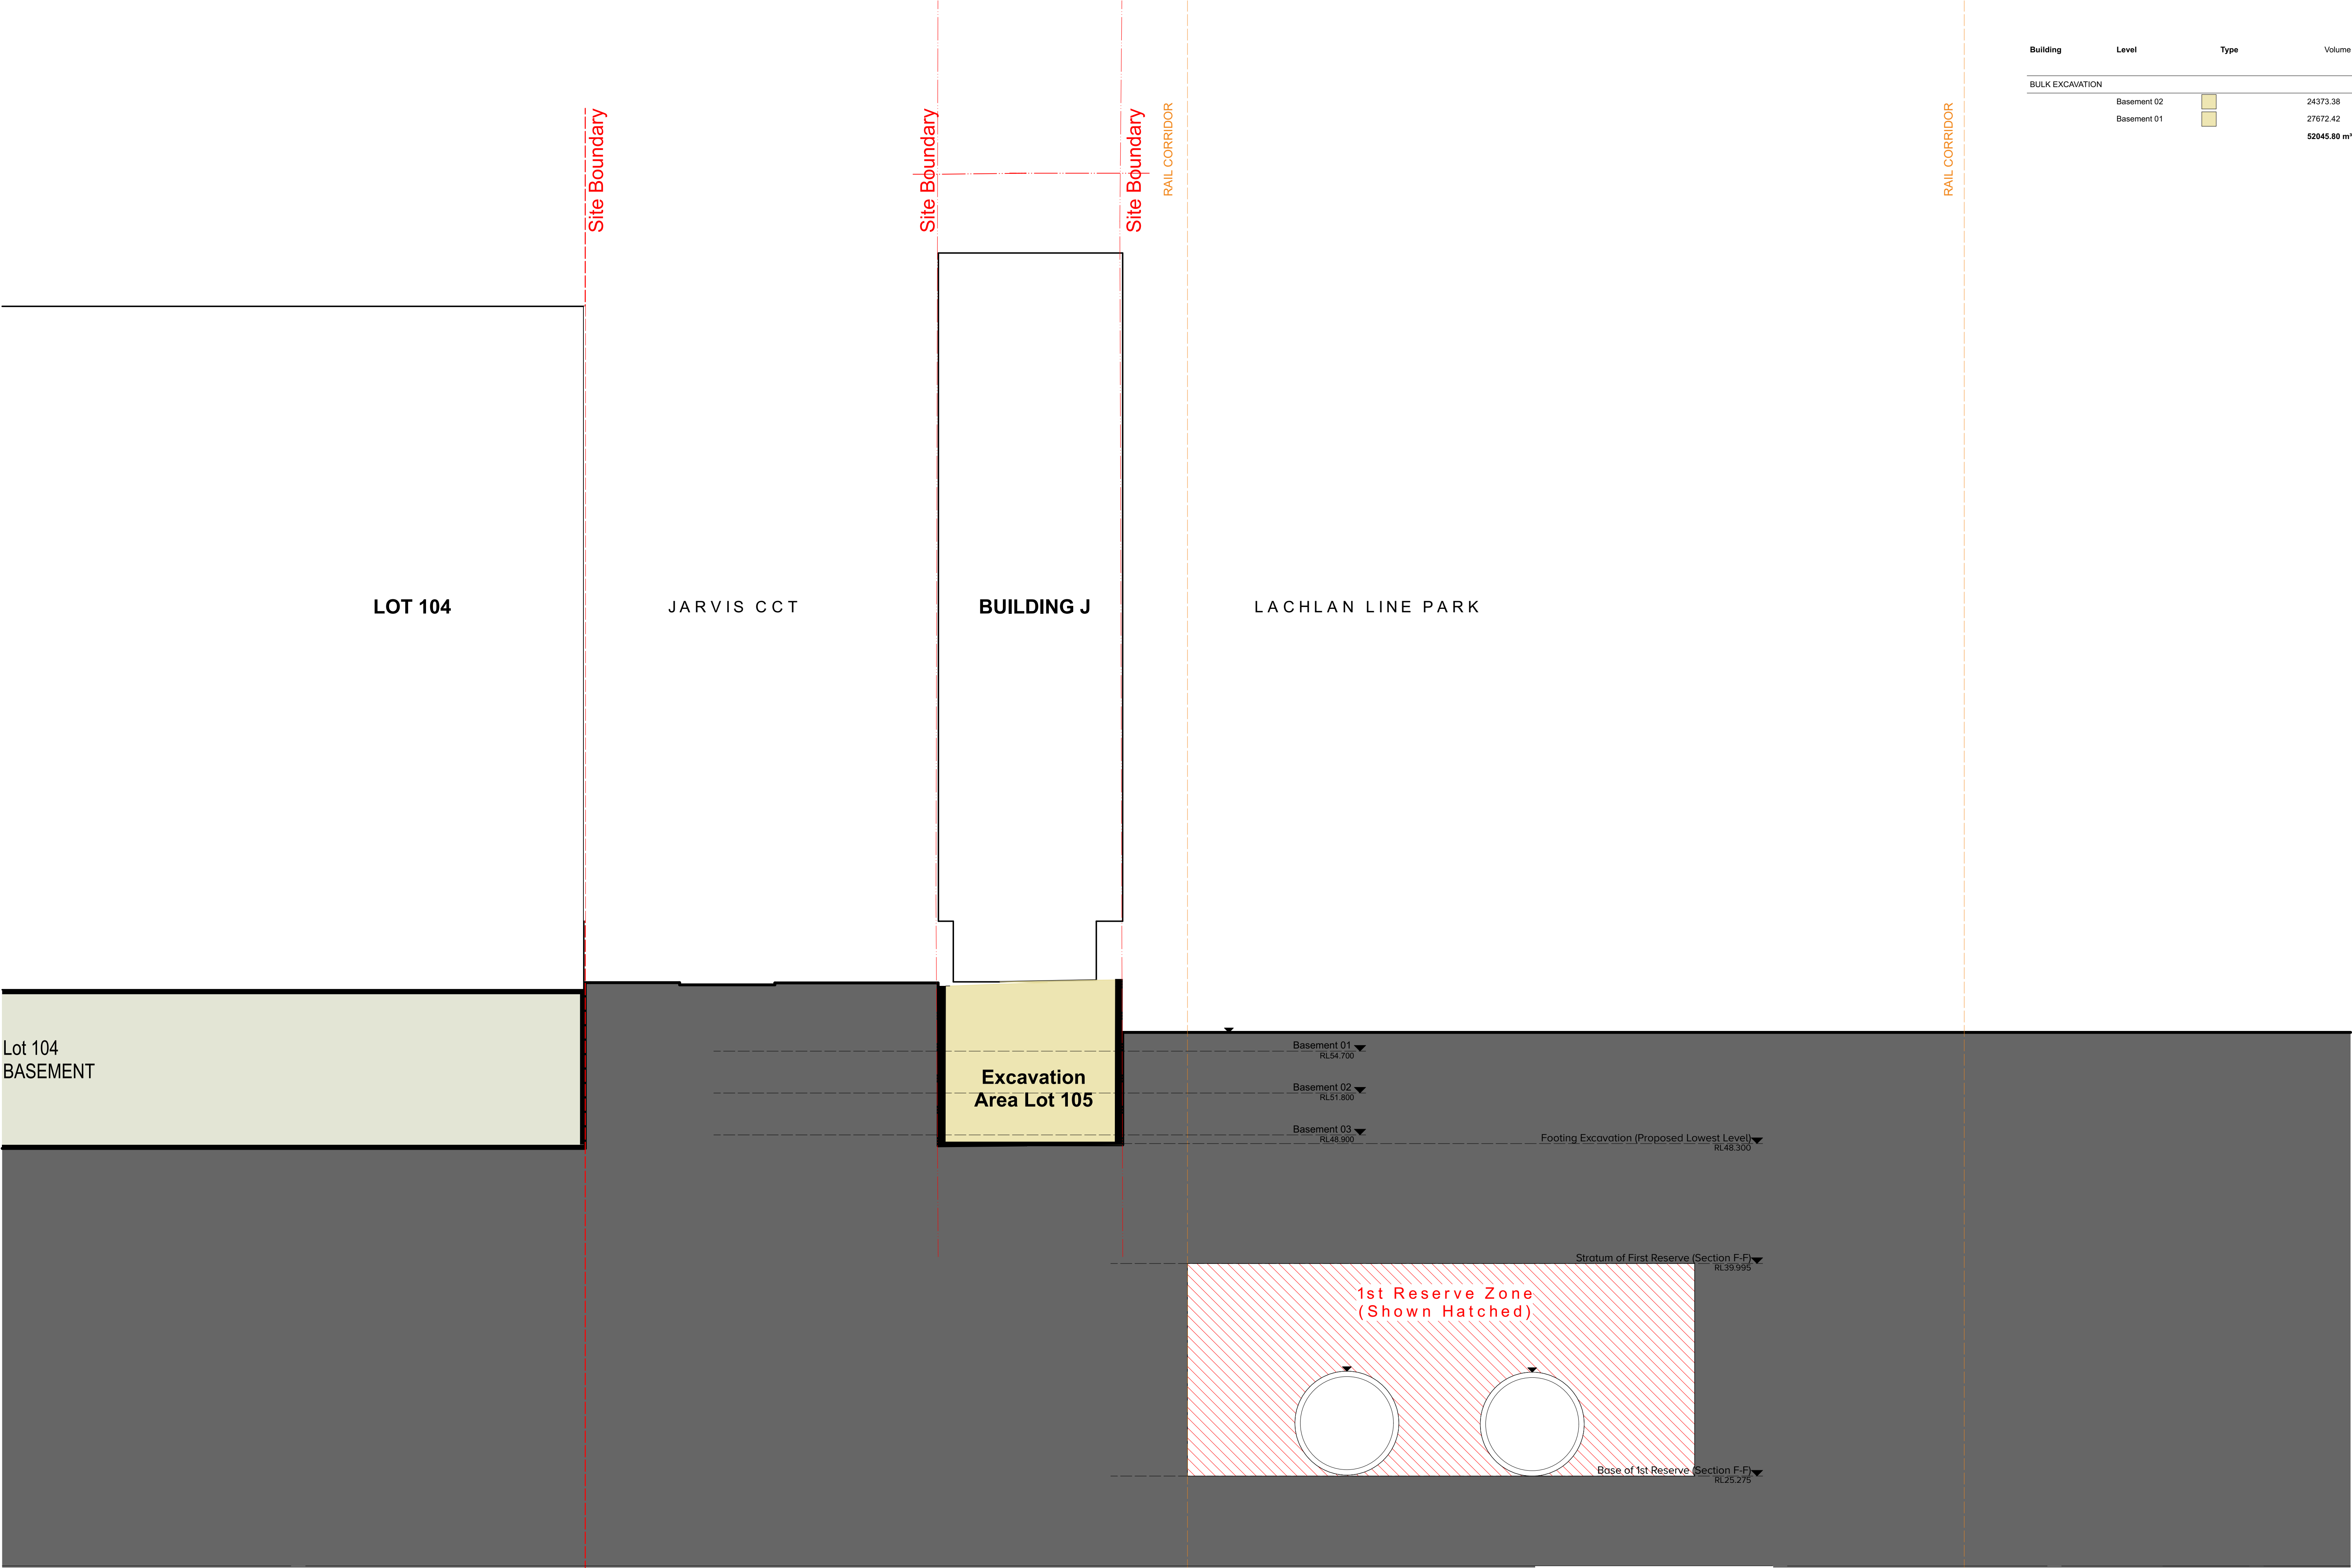 Building Level Type Volume
BULK EXCAVATION
Basement 02 24373.38
Basement 01 27672.42
52045.80 m³
Site Boundary
Site Boundary
Site Boundary
RAIL CORRIDOR
RAIL CORRIDOR
LOT 104
JARVIS CCT
BUILDING J
LACHLAN LINE PARK
Lot 104
BASEMENT
Excavation
Area Lot 105
Basement 01
RL54.700
Basement 02
RL51.800
Basement 03
RL48.900
Footing Excavation (Proposed Lowest Level)
RL48.300
Stratum of First Reserve (Section F-F)
RL39.995
1st Reserve Zone
(Shown Hatched)
Base of 1st Reserve (Section F-F)
RL25.275